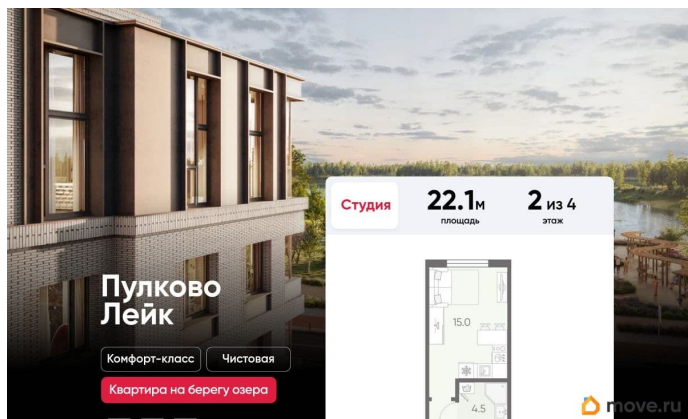 Студия
22.1м
площадь
2 из 4
этаж
Пулково
Лейк
Комфорт-класс
Чистовая
Квартира на берегу озера
15.0
4.5
move.ru